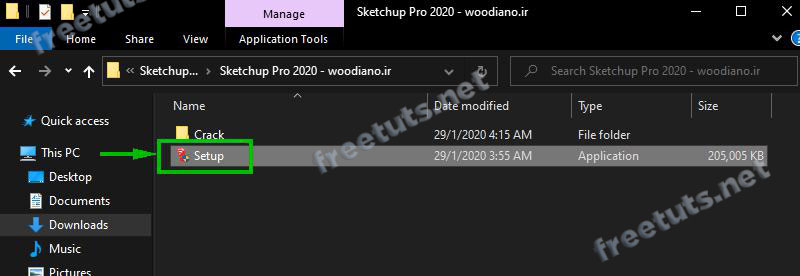 Manage
Sketchup Pro 2020 - woodiano.ir
File
Home
Share
View
Application Tools
Sketchup...
Sketchup Pro 2020 - woodiano.ir
Search Sketchup Pro 2020 - woodiano.ir
Name
Date modified
Type
Size
Quick access
Crack
29/1/2020 4:15 AM
File folder
This PC
Setup
29/1/2020 3:55 AM
Application
205,005 KB
Desktop
Documents
Downloads
Music
Pictures
freetuts.net
freetuts.net
freetuts.net